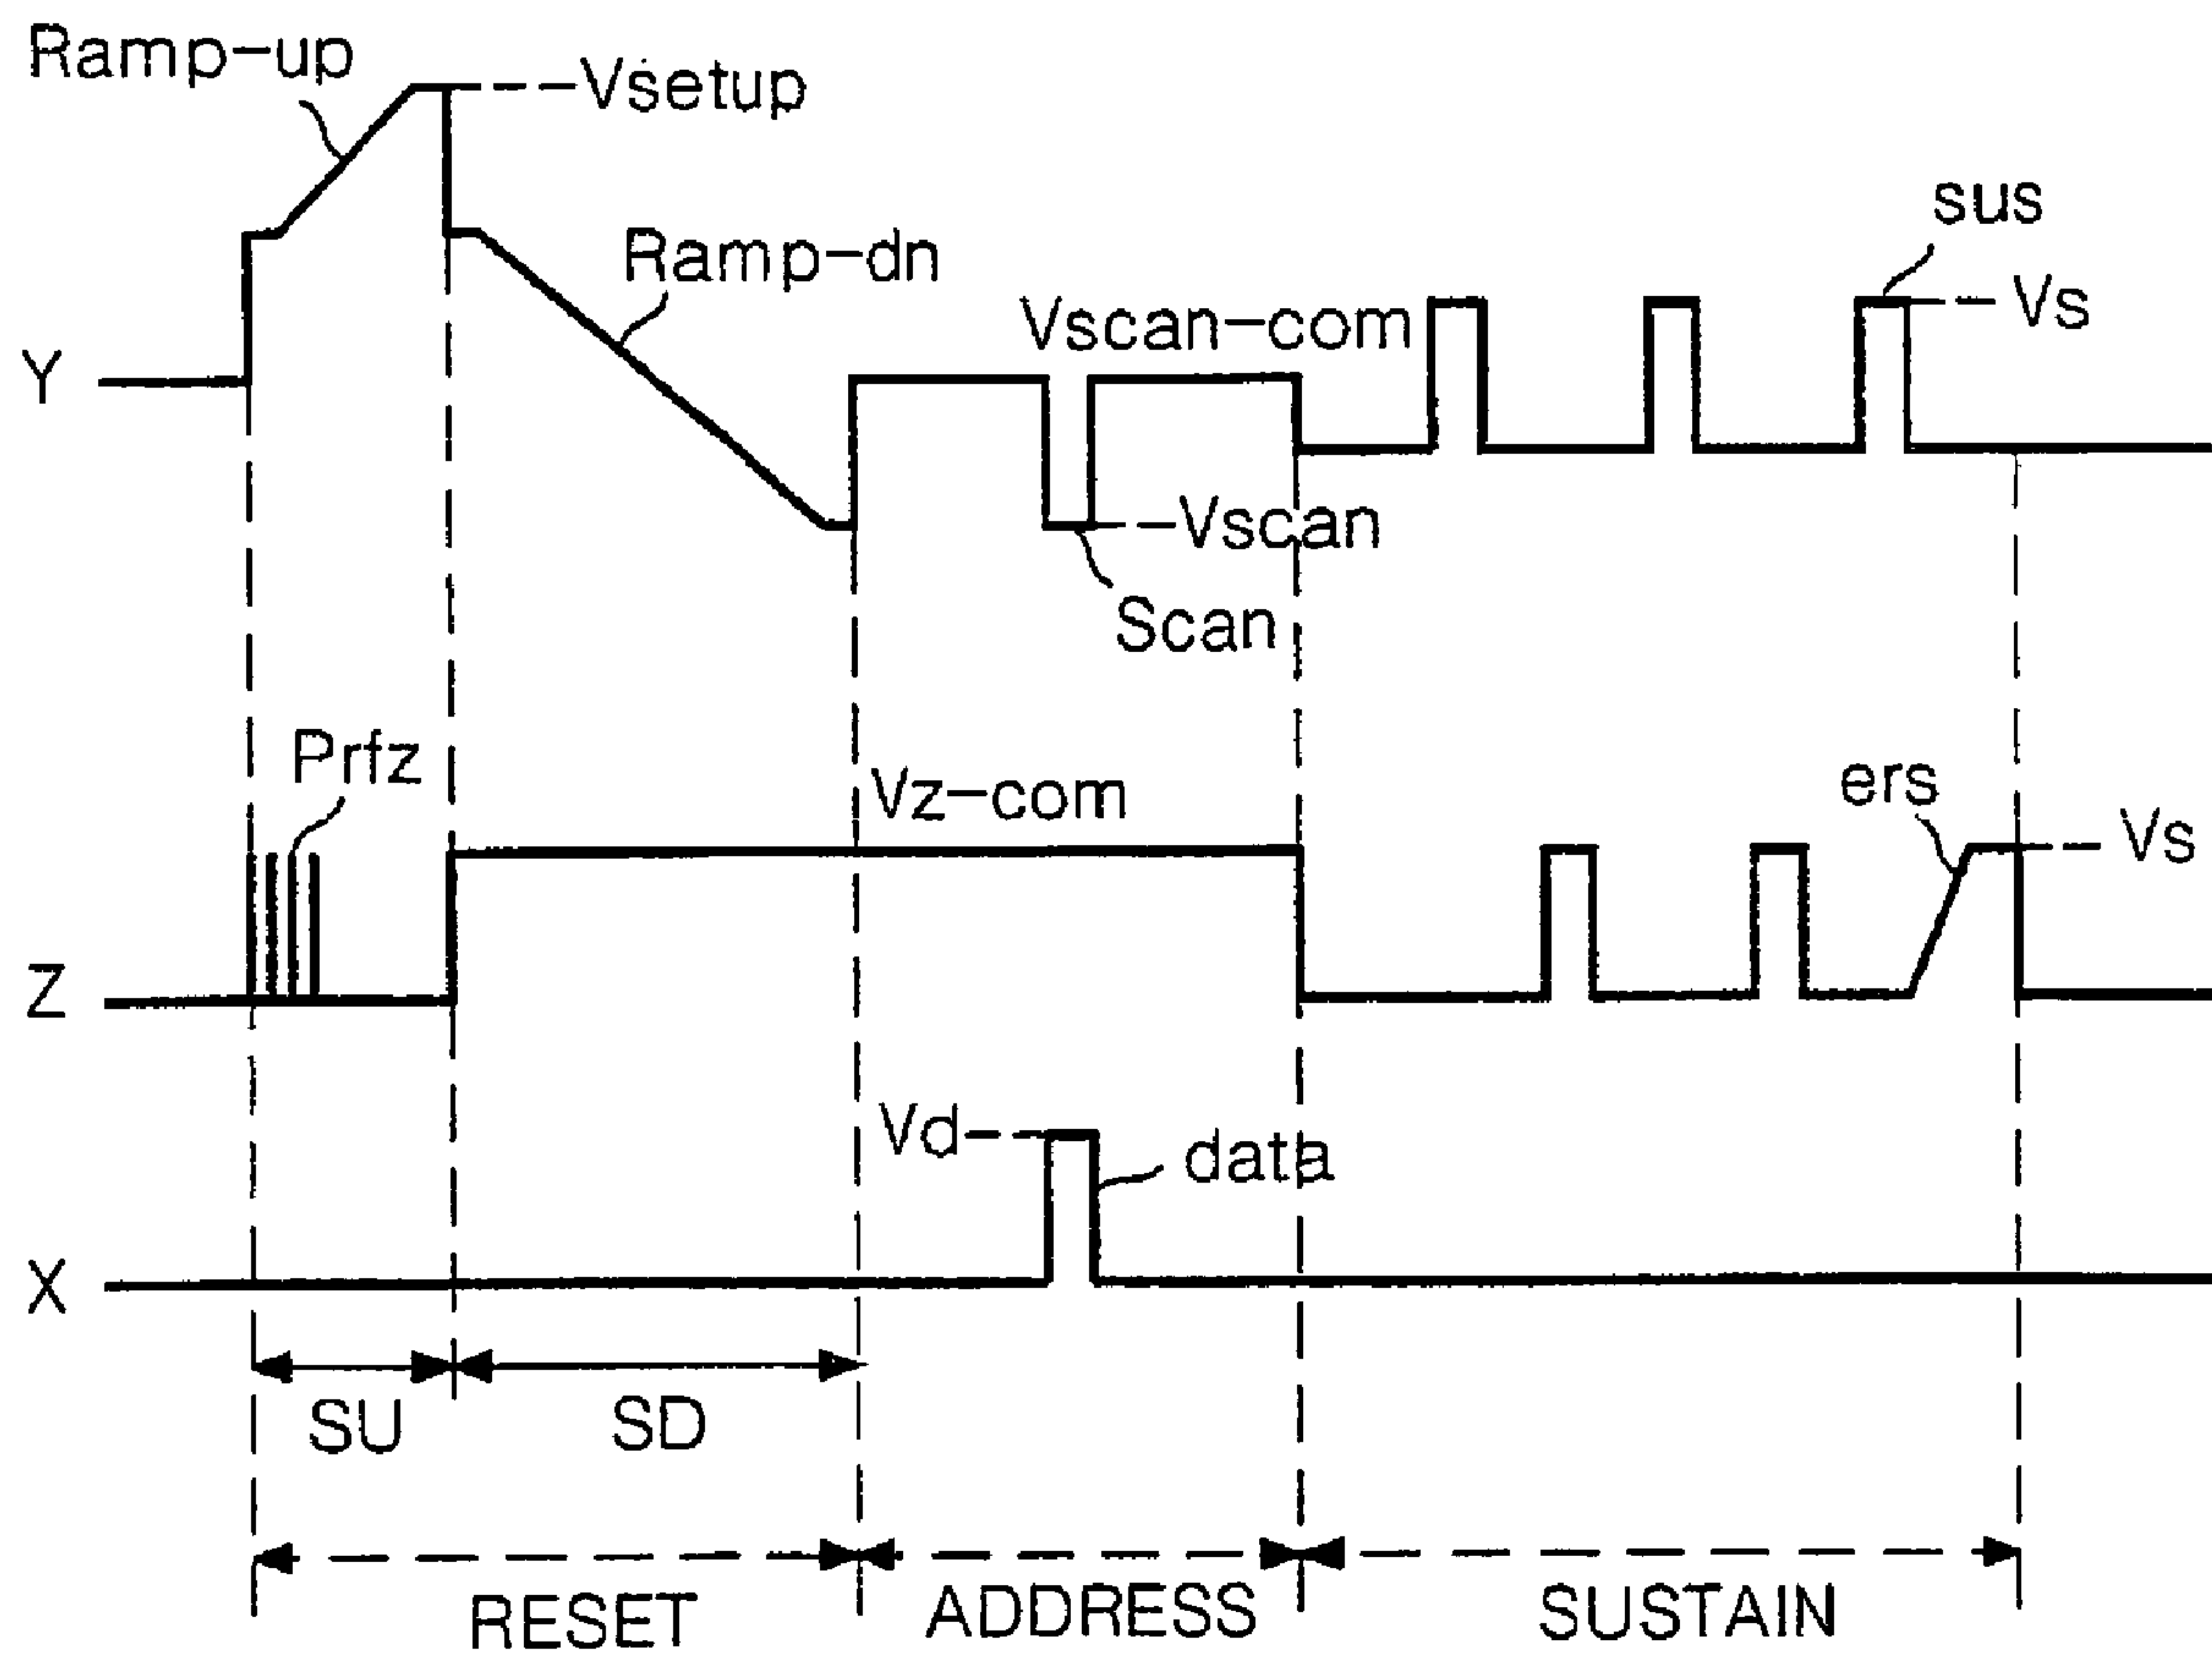 Ramp-up
Vsetup
Ramp-dn
sus
Vscan-com
Vs
Y
Vscan
Scan
Prfz
Vz-com
ers
Vs
Z
Vd
data
X
SU
SD
RESET
ADDRESS
SUSTAIN